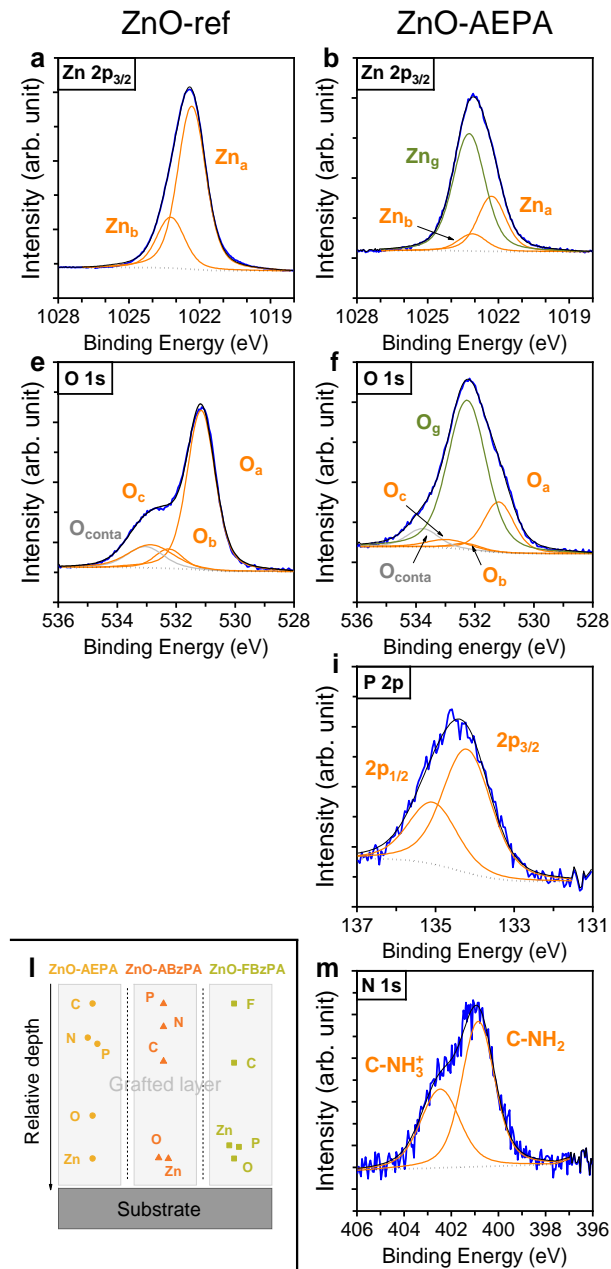 ZnO-ref
ZnO-AEPA
a
Zn 2p3/2
Zna
Znb
Intensity (arb. unit)
1028 1025 1022 1019
Binding Energy (eV)
b
Zn 2p3/2
Zng
Znb
Zna
Intensity (arb. unit)
1028 1025 1022 1019
Binding Energy (eV)
e
O 1s
Oa
Oc
Oconta
Ob
Intensity (arb. unit)
536 534 532 530 528
Binding Energy (eV)
f
O 1s
Og
Oc
Oa
Oconta
Ob
Intensity (arb. unit)
536 534 532 530 528
Binding energy (eV)
i
P 2p
2p3/2
2p1/2
Intensity (arb. unit)
137 135 133 131
Binding Energy (eV)
l
ZnO-AEPA ZnO-ABzPA ZnO-FBzPA
Relative depth
C P F
N N
P C C
Grafted layer
O O Zn P
Zn Zn O
Substrate
m
N 1s
C-NH2
C-NH3+
Intensity (arb. unit)
406 404 402 400 398 396
Binding Energy (eV)